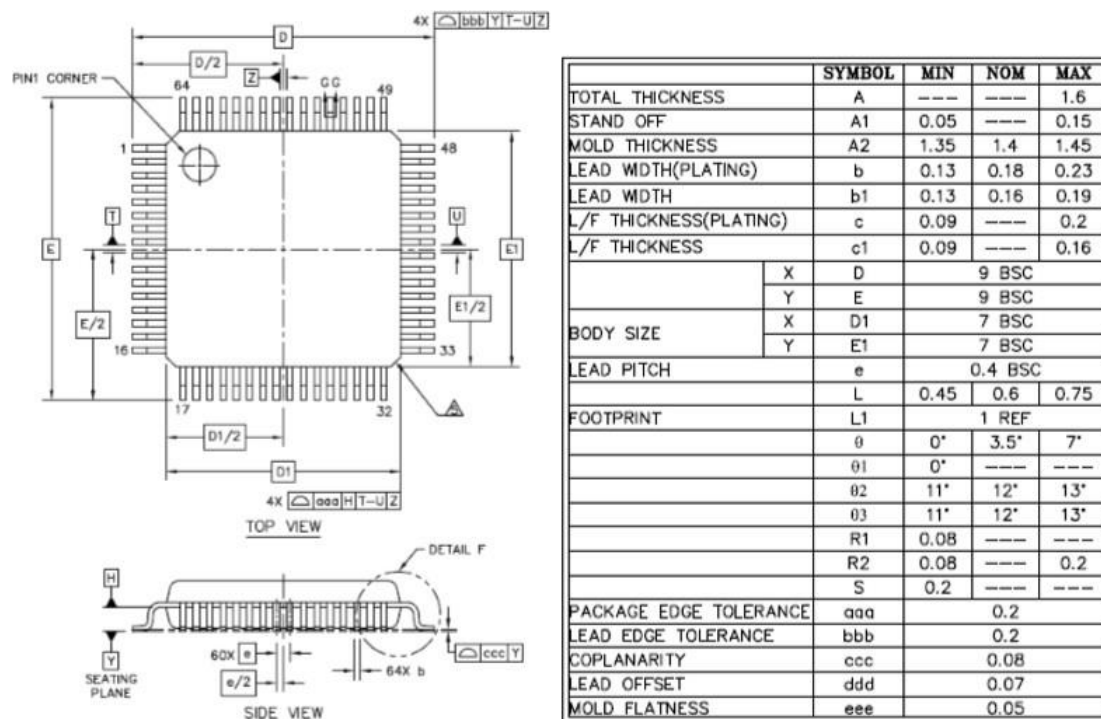 4X ⌓ bbb Y T-U Z
D
D/2
Z
PIN1 CORNER
64
G G
49
1
48
T
U
E
E1
E/2
E1/2
16
33
17
32
D1/2
D1
4X ⌓ aaa H T-U Z
TOP VIEW
DETAIL F
H
Y
SEATING
PLANE
60X e
e/2
64X b
⌓ ccc Y
SIDE VIEW
SYMBOL MIN NOM MAX
TOTAL THICKNESS A --- --- 1.6
STAND OFF A1 0.05 --- 0.15
MOLD THICKNESS A2 1.35 1.4 1.45
LEAD WIDTH(PLATING) b 0.13 0.18 0.23
LEAD WIDTH b1 0.13 0.16 0.19
L/F THICKNESS(PLATING) c 0.09 --- 0.2
L/F THICKNESS c1 0.09 --- 0.16
X D 9 BSC
Y E 9 BSC
BODY SIZE X D1 7 BSC
Y E1 7 BSC
LEAD PITCH e 0.4 BSC
L 0.45 0.6 0.75
FOOTPRINT L1 1 REF
θ 0° 3.5° 7°
θ1 0° --- ---
θ2 11° 12° 13°
θ3 11° 12° 13°
R1 0.08 --- ---
R2 0.08 --- 0.2
S 0.2 --- ---
PACKAGE EDGE TOLERANCE aaa 0.2
LEAD EDGE TOLERANCE bbb 0.2
COPLANARITY ccc 0.08
LEAD OFFSET ddd 0.07
MOLD FLATNESS eee 0.05